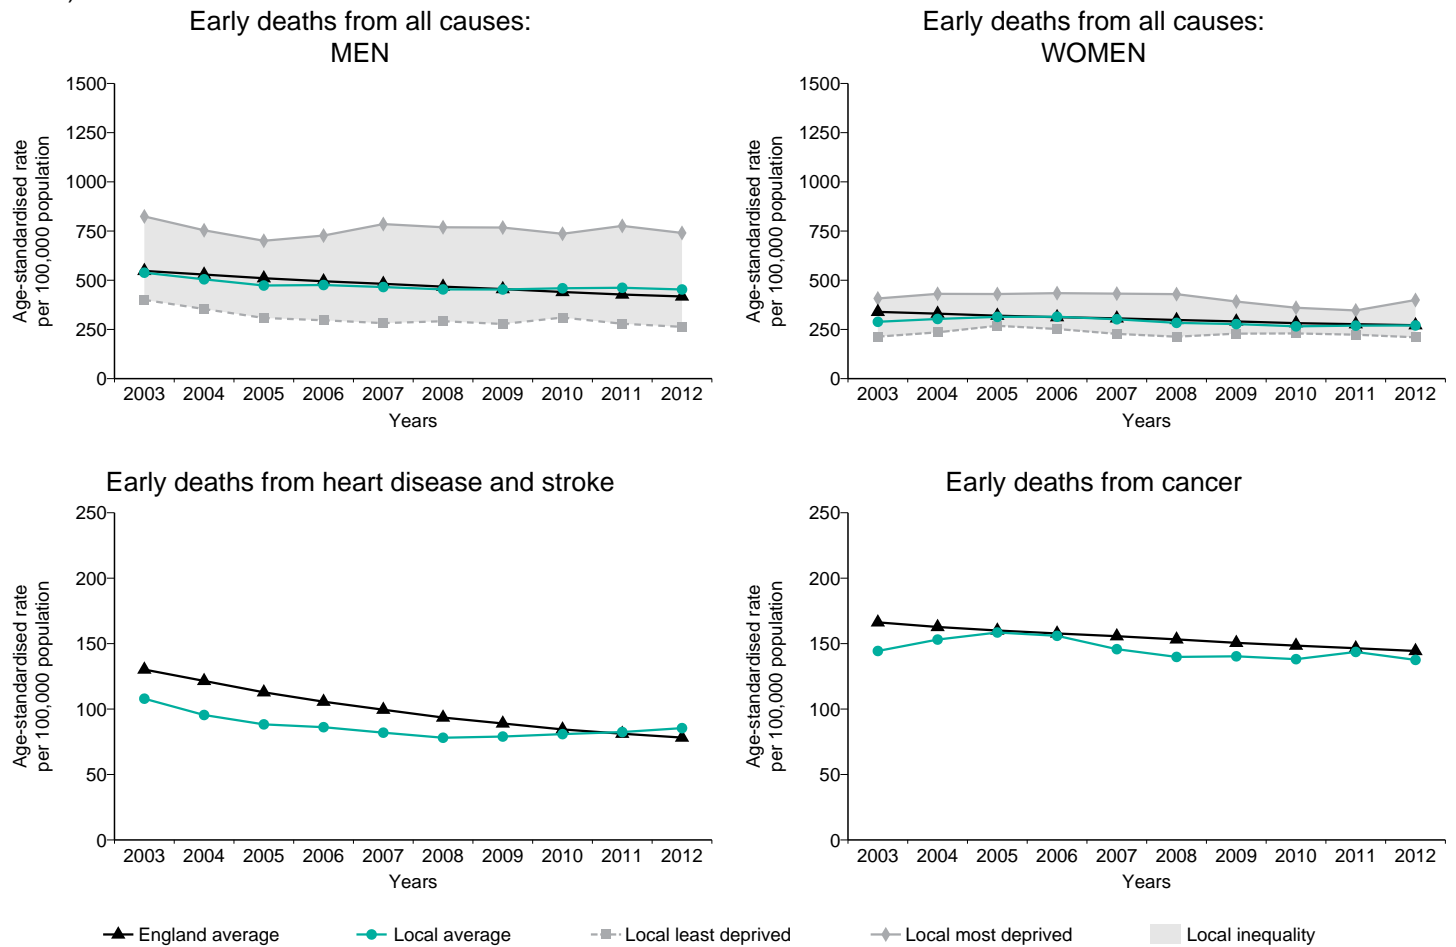 Early deaths from all causes:
MEN
Age-standardised rate
per 100,000 population
1500
1250
1000
750
500
250
0
2003 2004 2005 2006 2007 2008 2009 2010 2011 2012
Years
Early deaths from all causes:
WOMEN
Age-standardised rate
per 100,000 population
1500
1250
1000
750
500
250
0
2003 2004 2005 2006 2007 2008 2009 2010 2011 2012
Years
Early deaths from heart disease and stroke
Age-standardised rate
per 100,000 population
250
200
150
100
50
0
2003 2004 2005 2006 2007 2008 2009 2010 2011 2012
Years
Early deaths from cancer
Age-standardised rate
per 100,000 population
250
200
150
100
50
0
2003 2004 2005 2006 2007 2008 2009 2010 2011 2012
Years
England average
Local average
Local least deprived
Local most deprived
Local inequality